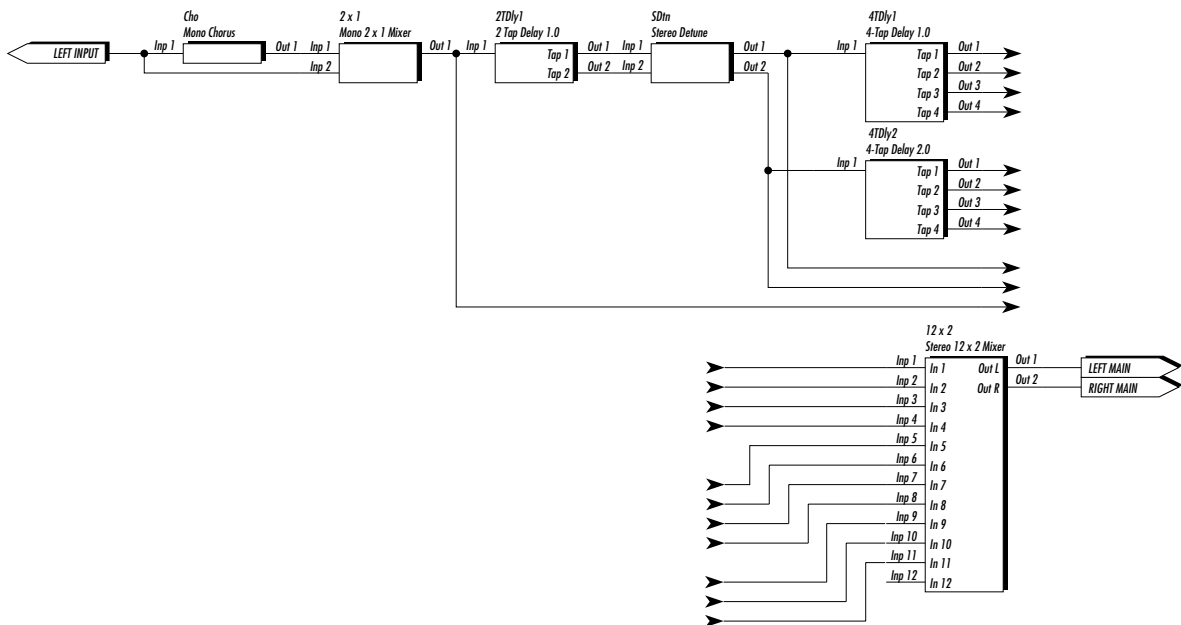 Cho
Mono Chorus
2 x 1
Mono 2 x 1 Mixer
2TDly1
2 Tap Delay 1.0
SDtn
Stereo Detune
4TDly1
4-Tap Delay 1.0
LEFT INPUT
Inp 1
Out 1
Inp 1
Inp 2
Out 1
Inp 1
Tap 1
Tap 2
Out 1
Out 2
Inp 1
Inp 2
Out 1
Out 2
Inp 1
Tap 1
Tap 2
Tap 3
Tap 4
Out 1
Out 2
Out 3
Out 4
4TDly2
4-Tap Delay 2.0
Inp 1
Tap 1
Tap 2
Tap 3
Tap 4
Out 1
Out 2
Out 3
Out 4
12 x 2
Stereo 12 x 2 Mixer
Inp 1
Inp 2
Inp 3
Inp 4
Inp 5
Inp 6
Inp 7
Inp 8
Inp 9
Inp 10
Inp 11
Inp 12
In 1
In 2
In 3
In 4
In 5
In 6
In 7
In 8
In 9
In 10
In 11
In 12
Out L
Out R
Out 1
Out 2
LEFT MAIN
RIGHT MAIN